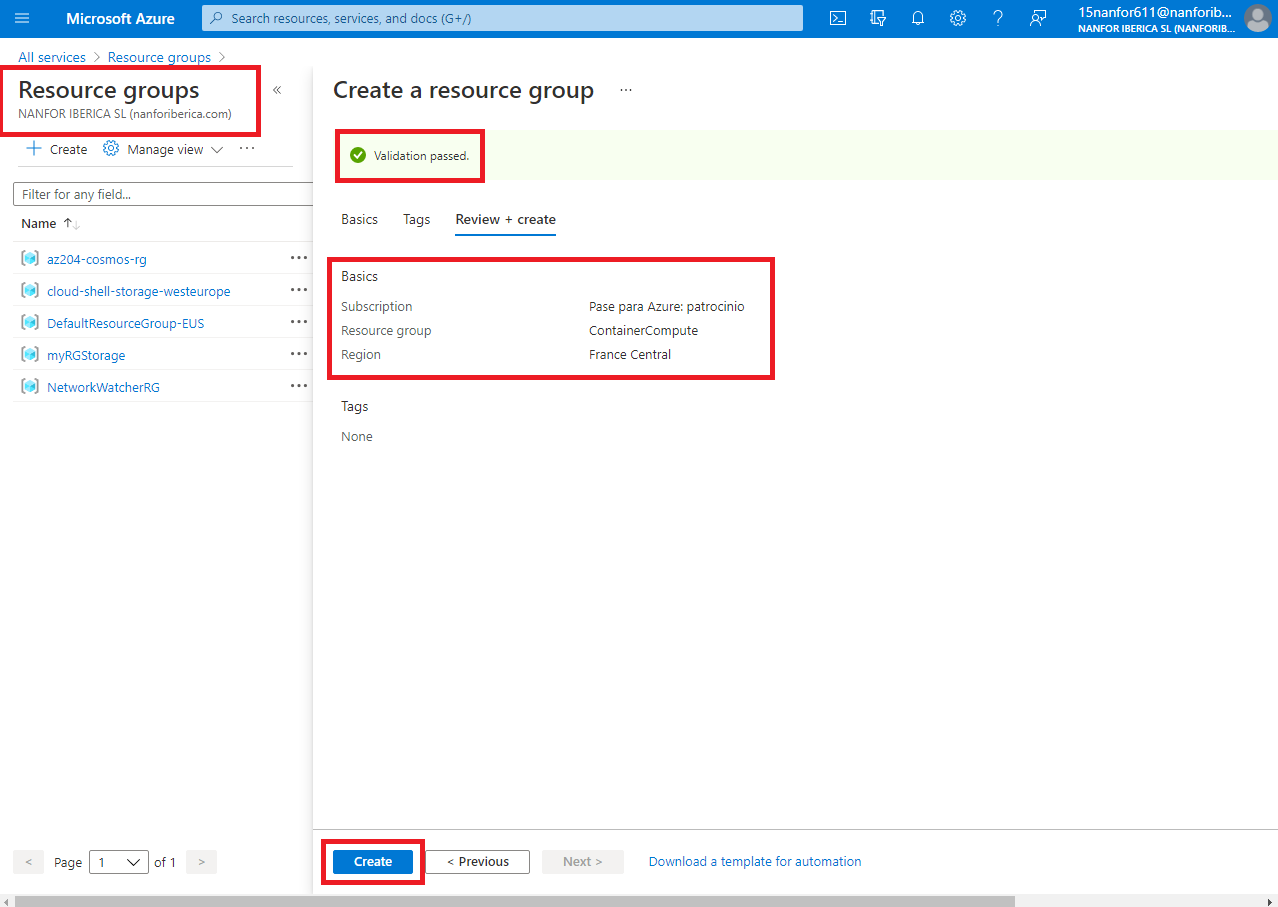 Microsoft Azure
Search resources, services, and docs (G+/)
15nanfor611@nanforib...
NANFOR IBERICA SL (NANFORIB...
All services > Resource groups >
Resource groups
NANFOR IBERICA SL (nanforiberica.com)
«
+ Create
Manage view
...
Filter for any field...
Name ↑↓
az204-cosmos-rg ...
cloud-shell-storage-westeurope ...
DefaultResourceGroup-EUS ...
myRGStorage ...
NetworkWatcherRG ...
< Page 1 of 1 >
Create a resource group ...
Validation passed.
Basics Tags Review + create
Basics
Subscription Pase para Azure: patrocinio
Resource group ContainerCompute
Region France Central
Tags
None
Create < Previous Next > Download a template for automation